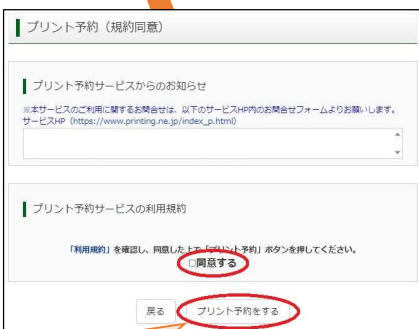 プリント予約（規約同意）
プリント予約サービスからのお知らせ
※本サービスのご利用に関するお問合せは、以下のサービスHP内のお問合せフォームよりお願いします。
サービスHP（https://www.printing.ne.jp/index_p.html）
プリント予約サービスの利用規約
「利用規約」を確認し、同意した上で「プリント予約」ボタンを押してください。
□同意する
戻る プリント予約をする